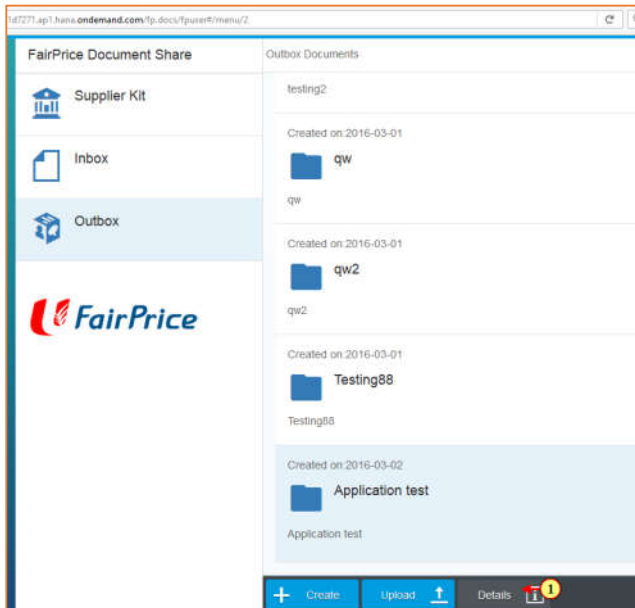 1d7271.ap1.hana.ondemand.com/fp.docs/fpuser#/menu/2
FairPrice Document Share
Supplier Kit
Inbox
Outbox
FairPrice
Outbox Documents
testing2
Created on:2016-03-01
qw
qw
Created on:2016-03-01
qw2
qw2
Created on:2016-03-01
Testing88
Testing88
Created on:2016-03-02
Application test
Application test
Create
Upload
Details
1